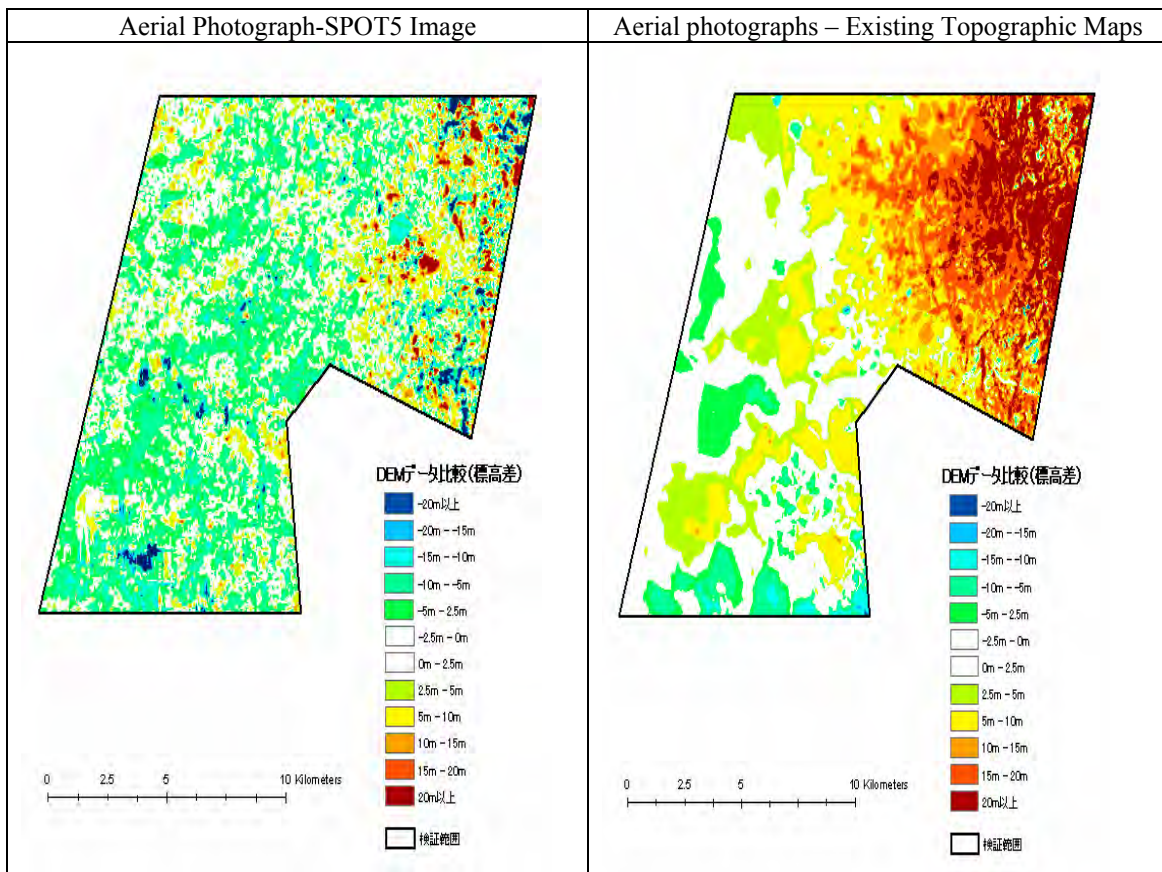 Aerial Photograph-SPOT5 Image
DEMデータ比較(標高差)
-20m以上
-20m - -15m
-15m - -10m
-10m - -5m
-5m - 2.5m
-2.5m - 0m
0m - 2.5m
2.5m - 5m
5m - 10m
10m - 15m
15m - 20m
20m以上
検証範囲
0 2.5 5 10 Kilometers
Aerial photographs – Existing Topographic Maps
DEMデータ比較(標高差)
-20m以上
-20m - -15m
-15m - -10m
-10m - -5m
-5m - 2.5m
-2.5m - 0m
0m - 2.5m
2.5m - 5m
5m - 10m
10m - 15m
15m - 20m
20m以上
検証範囲
0 2.5 5 10 Kilometers